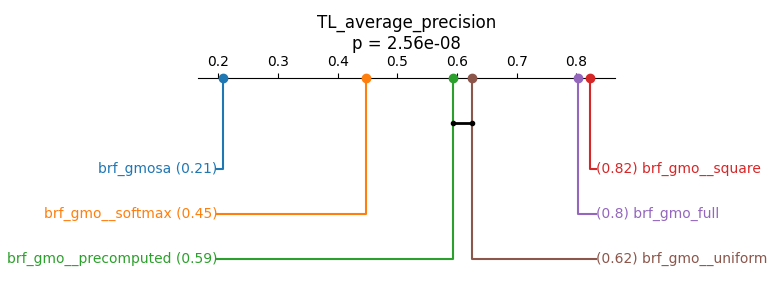 TL_average_precision
p = 2.56e-08
0.2 0.3 0.4 0.5 0.6 0.7 0.8
brf_gmosa (0.21) (0.82) brf_gmo__square
brf_gmo__softmax (0.45) (0.8) brf_gmo_full
brf_gmo__precomputed (0.59) (0.62) brf_gmo__uniform